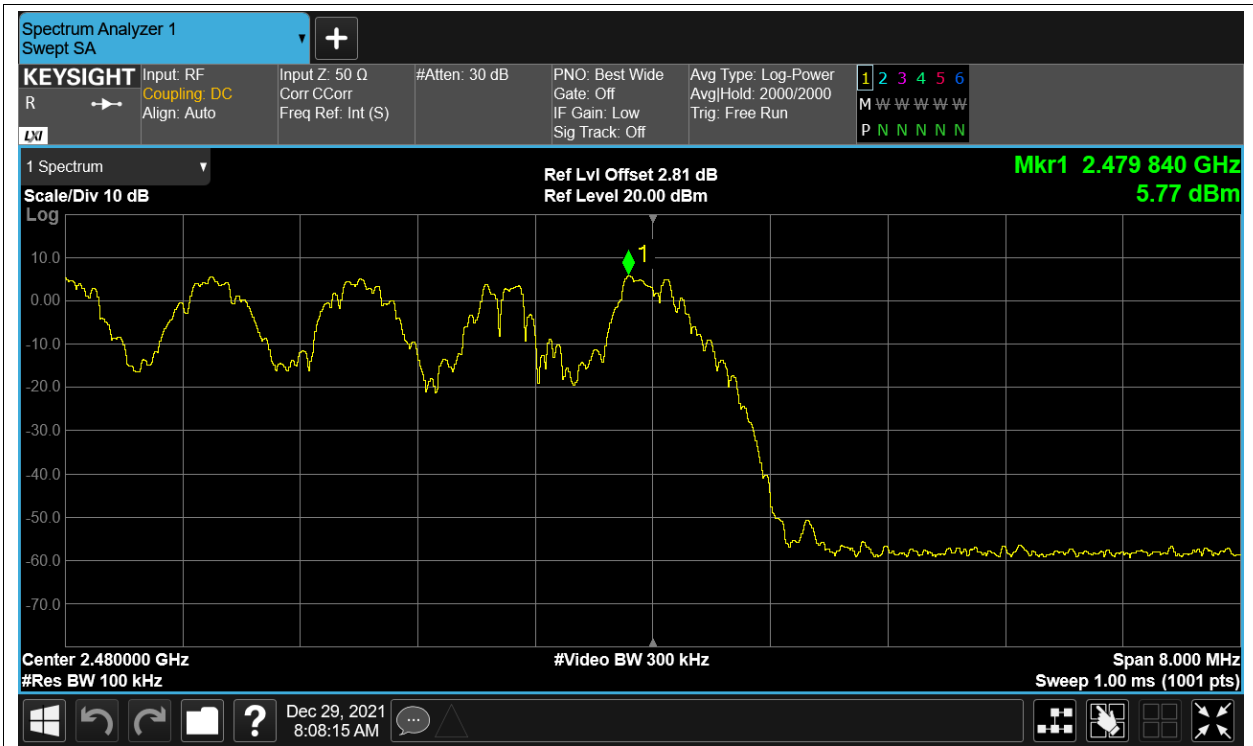 Spectrum Analyzer 1
Swept SA
KEYSIGHT
R
LXI
Input: RF
Coupling: DC
Align: Auto
Input Z: 50 Ω
Corr CCorr
Freq Ref: Int (S)
#Atten: 30 dB
PNO: Best Wide
Gate: Off
IF Gain: Low
Sig Track: Off
Avg Type: Log-Power
Avg|Hold: 2000/2000
Trig: Free Run
1 2 3 4 5 6
M W W W W W W
P N N N N N N
1 Spectrum
Scale/Div 10 dB
Log
Ref Lvl Offset 2.81 dB
Ref Level 20.00 dBm
Mkr1 2.479 840 GHz
5.77 dBm
1
10.0
0.00
-10.0
-20.0
-30.0
-40.0
-50.0
-60.0
-70.0
Center 2.480000 GHz
#Res BW 100 kHz
#Video BW 300 kHz
Span 8.000 MHz
Sweep 1.00 ms (1001 pts)
?
Dec 29, 2021
8:08:15 AM